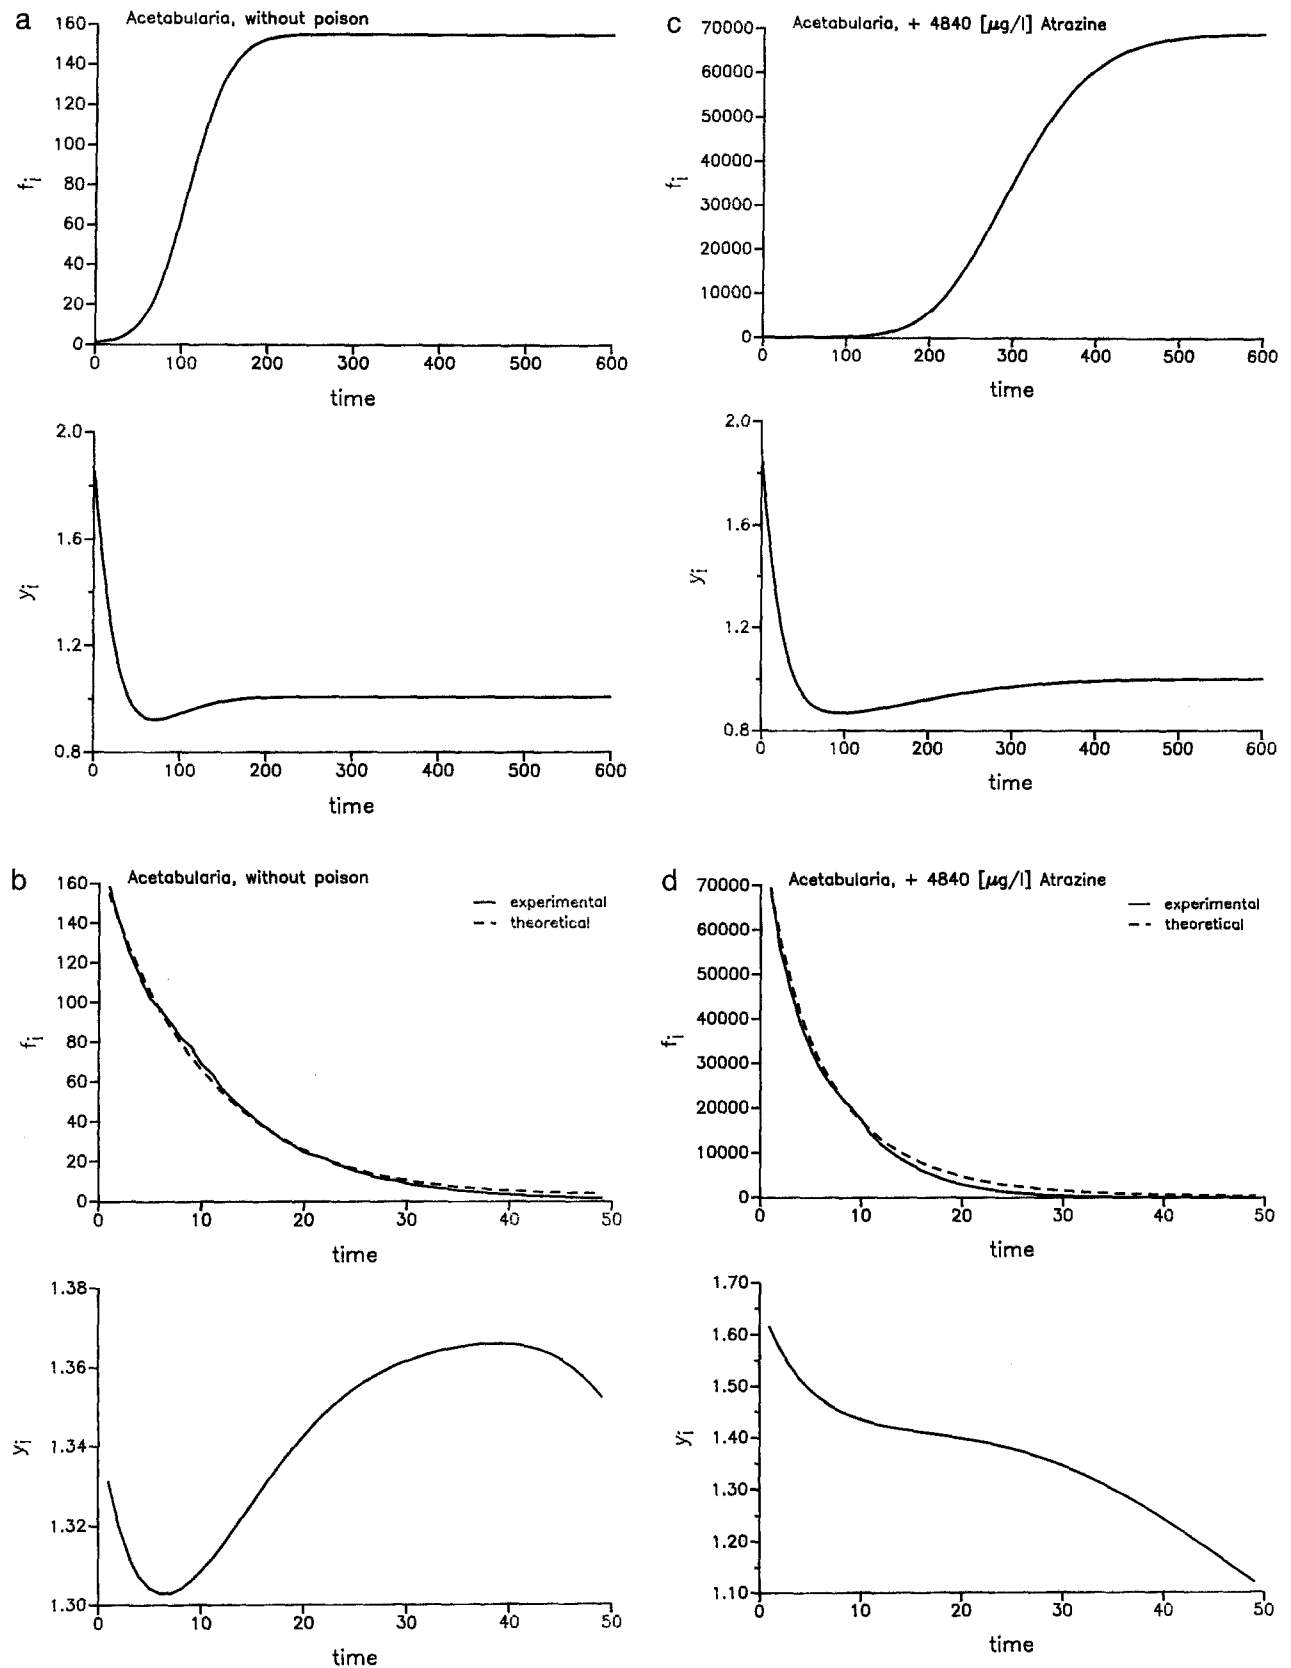 a
Acetabularia, without poison
160
140
120
100
80
60
40
20
0
fi
0 100 200 300 400 500 600
time
2.0
1.6
1.2
0.8
yi
0 100 200 300 400 500 600
time
c
Acetabularia, + 4840 [μg/l] Atrazine
70000
60000
50000
40000
30000
20000
10000
0
fi
0 100 200 300 400 500 600
time
2.0
1.6
1.2
0.8
yi
0 100 200 300 400 500 600
time
b
Acetabularia, without poison
experimental
theoretical
160
140
120
100
80
60
40
20
0
fi
0 10 20 30 40 50
time
1.38
1.36
1.34
1.32
1.30
yi
0 10 20 30 40 50
time
d
Acetabularia, + 4840 [μg/l] Atrazine
experimental
theoretical
70000
60000
50000
40000
30000
20000
10000
0
fi
0 10 20 30 40 50
time
1.70
1.60
1.50
1.40
1.30
1.20
1.10
yi
0 10 20 30 40 50
time